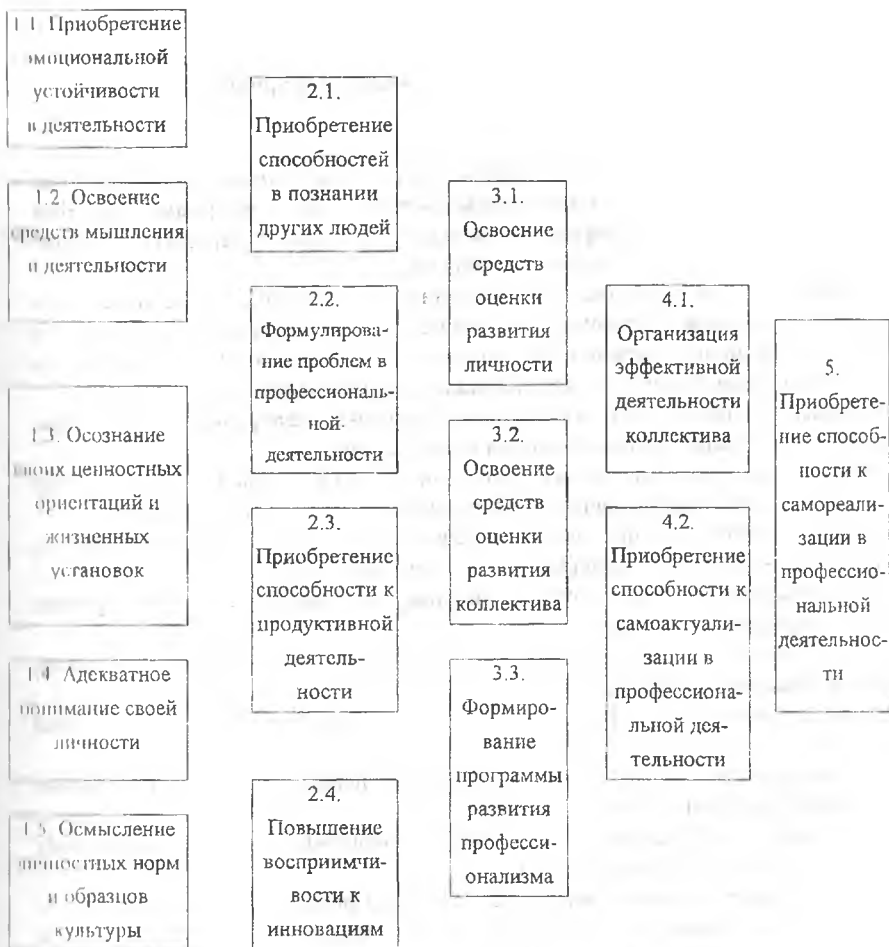 1.1. Приобретение
эмоциональной
устойчивости
в деятельности
1.2. Освоение
средств мышления
и деятельности
1.3. Осознание
своих ценностных
ориентаций и
жизненных
установок
1.4. Адекватное
понимание своей
личности
1.5. Осмысление
личностных норм
и образцов
культуры
2.1.
Приобретение
способностей
в познании
других людей
2.2.
Формулирова-
ние проблем в
профессиональ-
ной
деятельности
2.3.
Приобретение
способности к
продуктивной
деятель-
ности
2.4.
Повышение
восприимчи-
вости к
инновациям
3.1.
Освоение
средств
оценки
развития
личности
3.2.
Освоение
средств
оценки
развития
коллектива
3.3.
Формиро-
вание
программы
развития
професси-
онализма
4.1.
Организация
эффективной
деятельности
коллектива
4.2.
Приобретение
способности к
самоактуали-
зации в
профессиона-
льной дея-
тельности
5.
Приобрете-
ние способ-
ности к
самореали-
зации в
профессио-
нальной
деятельнос-
ти